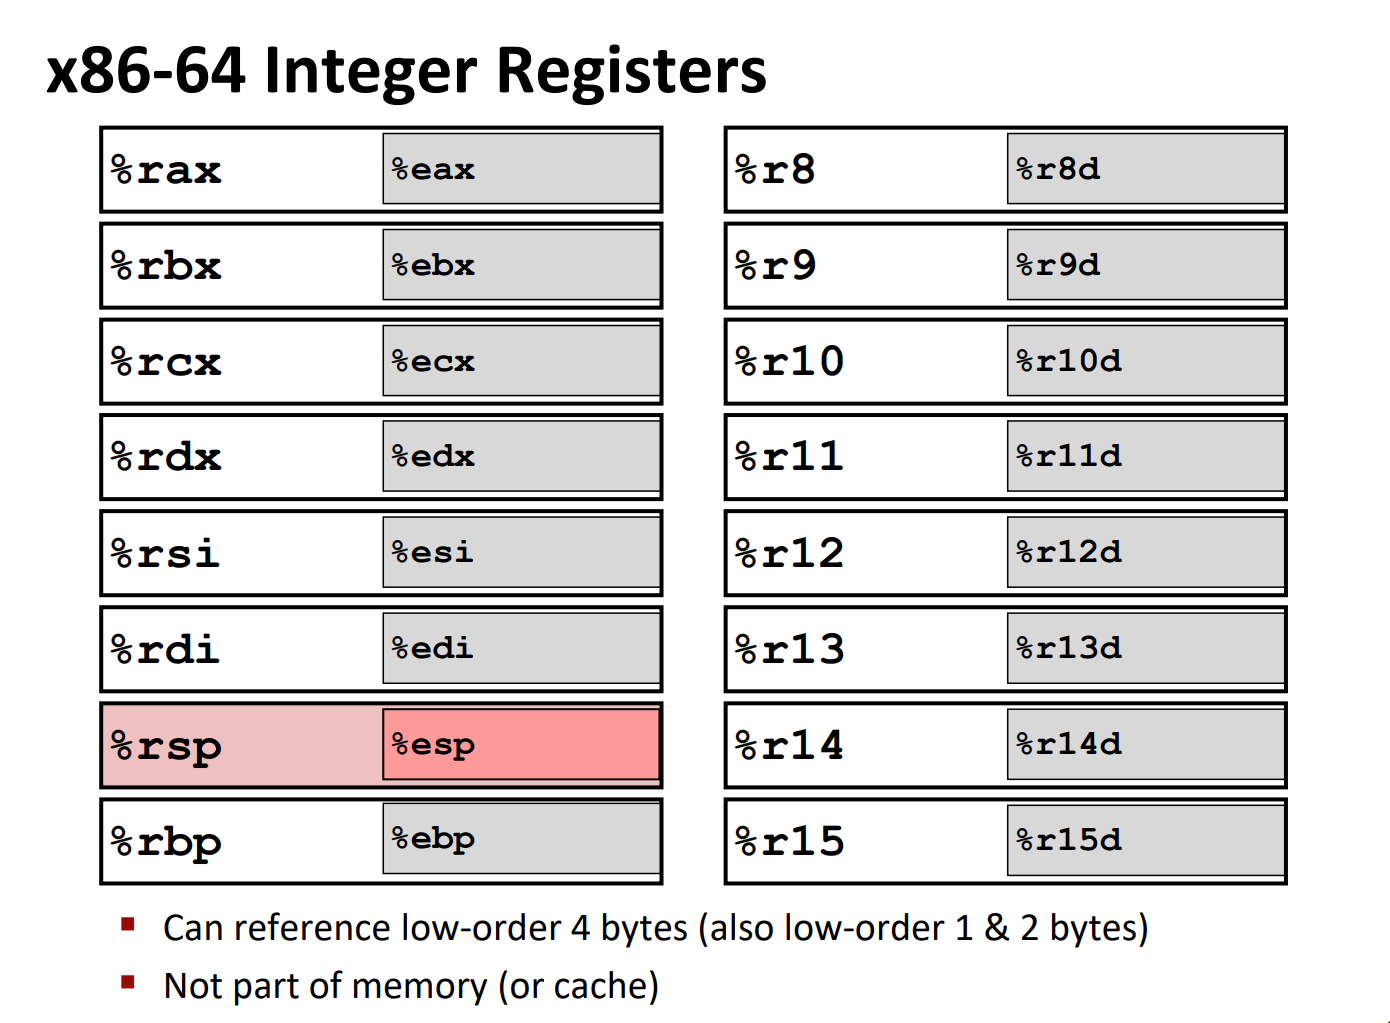 x86-64 Integer Registers
%rax %eax %r8 %r8d
%rbx %ebx %r9 %r9d
%rcx %ecx %r10 %r10d
%rdx %edx %r11 %r11d
%rsi %esi %r12 %r12d
%rdi %edi %r13 %r13d
%rsp %esp %r14 %r14d
%rbp %ebp %r15 %r15d
▪ Can reference low-order 4 bytes (also low-order 1 & 2 bytes)
▪ Not part of memory (or cache)